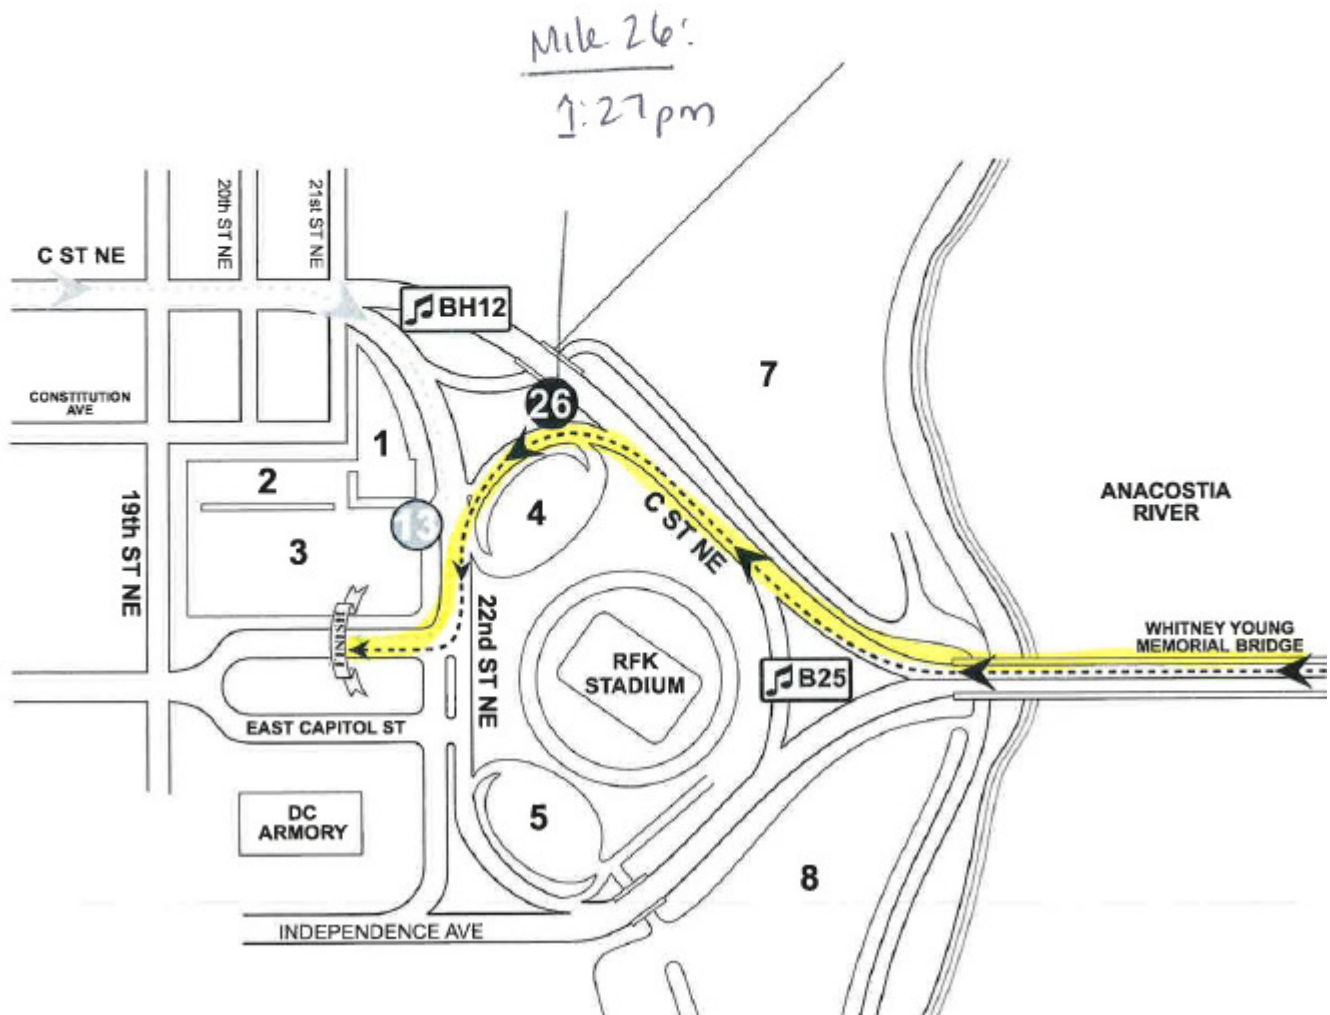 Mile 26:
1:27pm
20th ST NE
21st ST NE
C ST NE
BH12
7
CONSTITUTION
AVE
26
1
2
19th ST NE
ANACOSTIA
RIVER
4
C ST NE
13
3
22nd ST NE
FINISH
WHITNEY YOUNG
MEMORIAL BRIDGE
RFK
STADIUM
B25
EAST CAPITOL ST
DC
ARMORY
5
8
INDEPENDENCE AVE